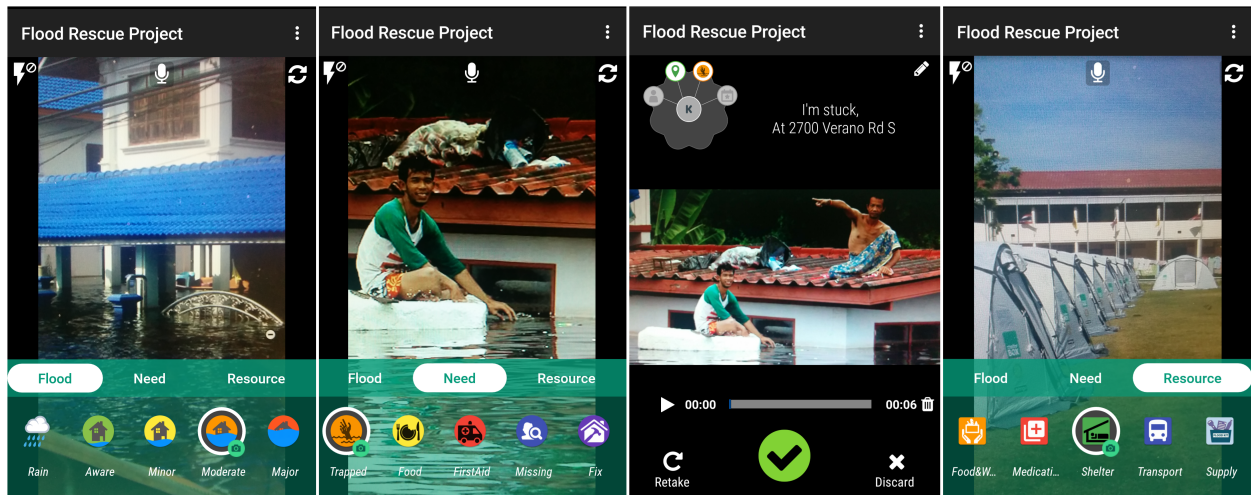 Flood Rescue Project
Flood
Need
Resource
Rain
Aware
Minor
Moderate
Major
Flood Rescue Project
Flood
Need
Resource
Trapped
Food
FirstAid
Missing
Fix
Flood Rescue Project
K
I'm stuck,
At 2700 Verano Rd S
00:00
00:06
Retake
Discard
Flood Rescue Project
Flood
Need
Resource
Food&W...
Medicati...
Shelter
Transport
Supply